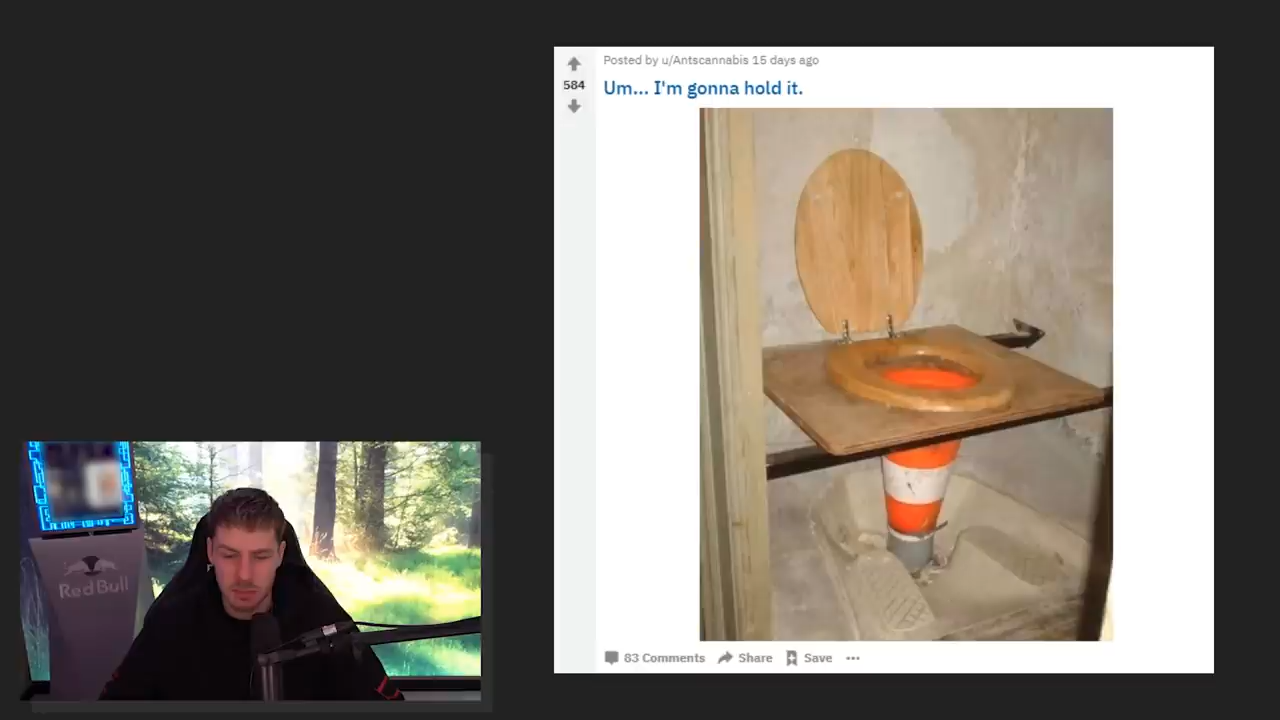 Posted by u/Antscannabis 15 days ago
584
Um... I'm gonna hold it.
83 Comments Share Save
Red Bull